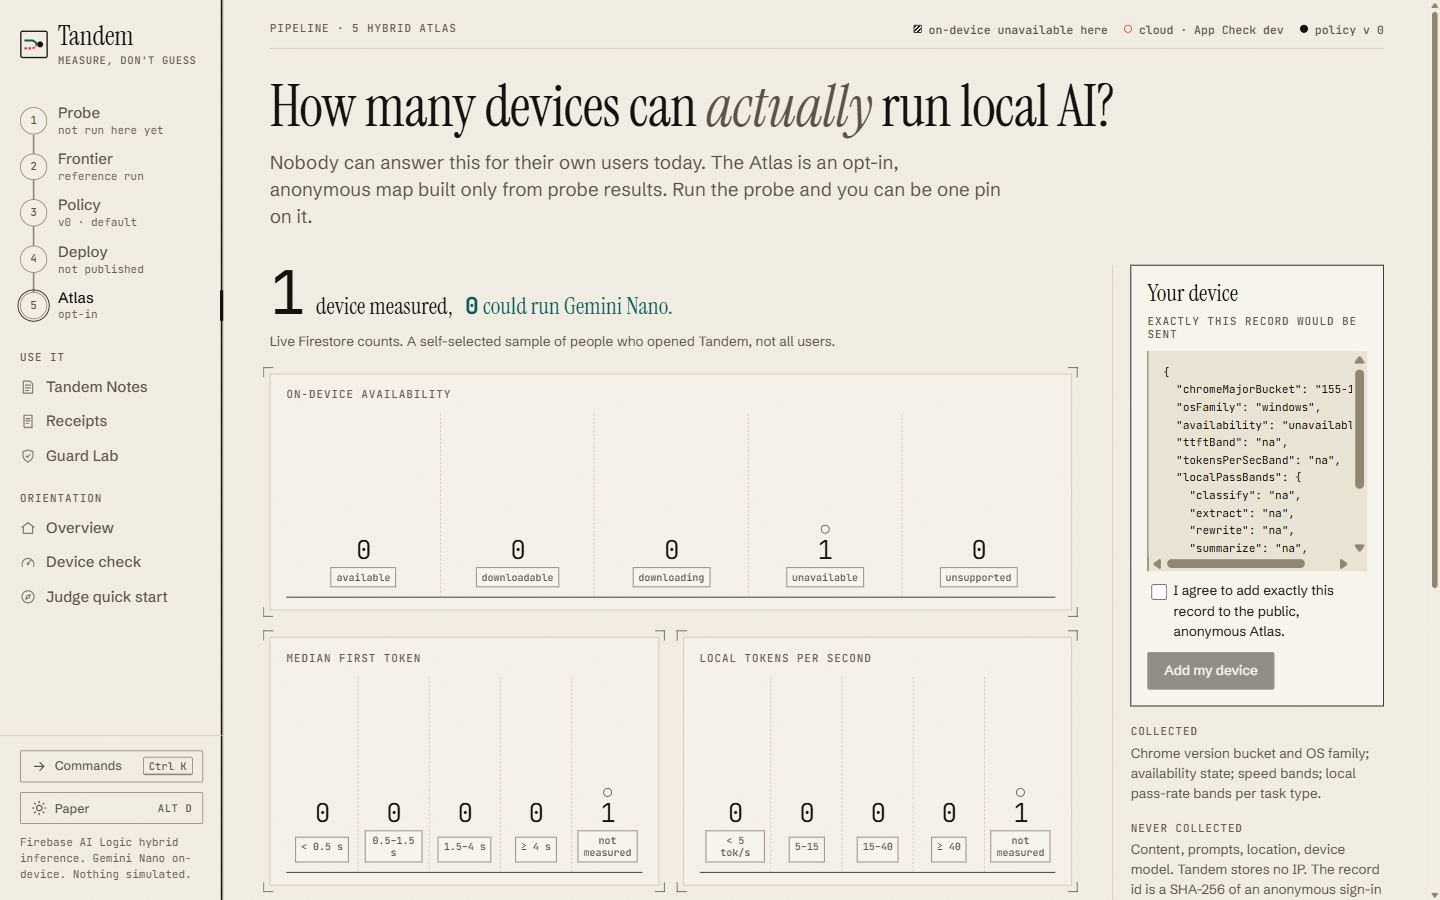 Tandem
MEASURE, DON'T GUESS
1
Probe
not run here yet
2
Frontier
reference run
3
Policy
v0 · default
4
Deploy
not published
5
Atlas
opt-in
USE IT
Tandem Notes
Receipts
Guard Lab
ORIENTATION
Overview
Device check
Judge quick start
Commands Ctrl K
Paper ALT D
Firebase AI Logic hybrid
inference. Gemini Nano on-
device. Nothing simulated.
PIPELINE · 5 HYBRID ATLAS
on-device unavailable here cloud · App Check dev policy v 0
How many devices can actually run local AI?
Nobody can answer this for their own users today. The Atlas is an opt-in,
anonymous map built only from probe results. Run the probe and you can be one pin
on it.
1 device measured, 0 could run Gemini Nano.
Live Firestore counts. A self-selected sample of people who opened Tandem, not all users.
ON-DEVICE AVAILABILITY
0 0 0 1 0
available downloadable downloading unavailable unsupported
MEDIAN FIRST TOKEN
0 0 0 0 1
< 0.5 s 0.5–1.5 s 1.5–4 s ≥ 4 s not measured
LOCAL TOKENS PER SECOND
0 0 0 0 1
< 5 tok/s 5–15 15–40 ≥ 40 not measured
Your device
EXACTLY THIS RECORD WOULD BE
SENT
{
"chromeMajorBucket": "155-1
"osFamily": "windows",
"availability": "unavailabl
"ttftBand": "na",
"tokensPerSecBand": "na",
"localPassBands": {
"classify": "na",
"extract": "na",
"rewrite": "na",
"summarize": "na",
I agree to add exactly this
record to the public,
anonymous Atlas.
Add my device
COLLECTED
Chrome version bucket and OS family;
availability state; speed bands; local
pass-rate bands per task type.
NEVER COLLECTED
Content, prompts, location, device
model. Tandem stores no IP. The record
id is a SHA-256 of an anonymous sign-in